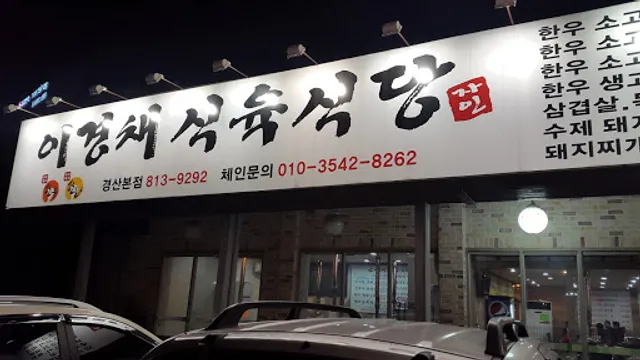 이경채 석육식당
자인
경산본점 813-9292 체인문의 010-3542-8262
한우 소고
한우 소고
한우 소고
한우 생고
삼겹살.
수제 돼지
돼지찌개